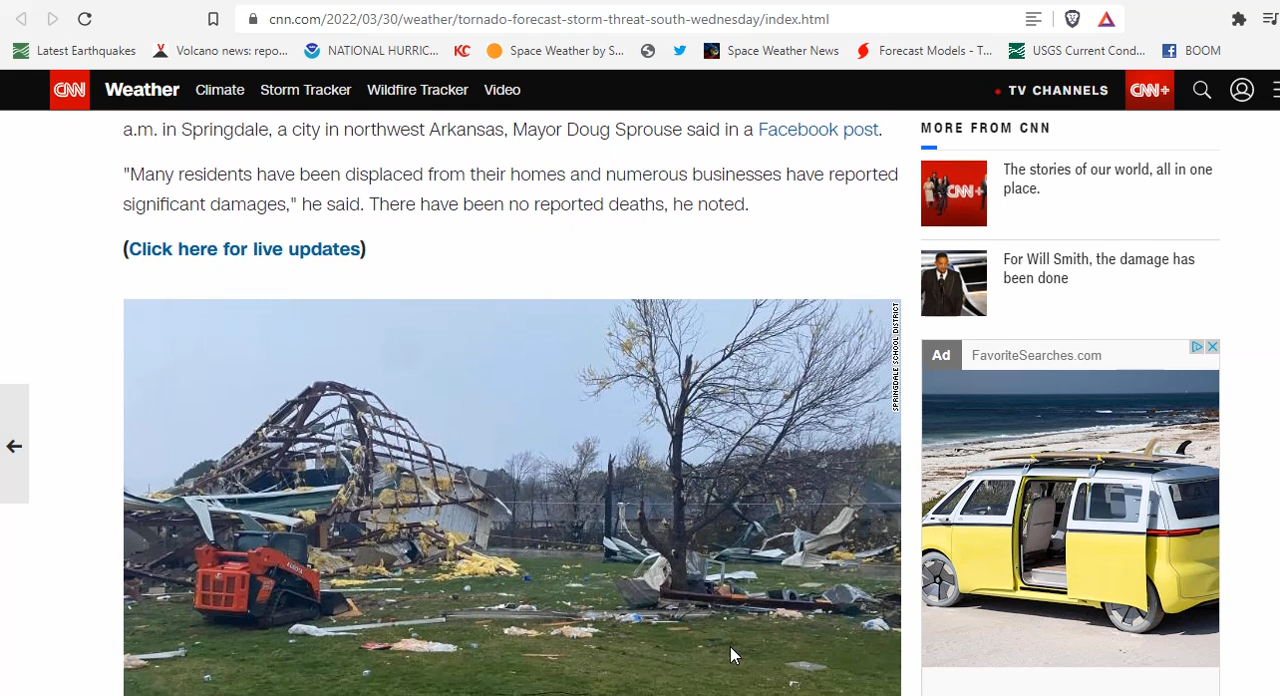 cnn.com/2022/03/30/weather/tornado-forecast-storm-threat-south-wednesday/index.html
Latest Earthquakes
Volcano news: repo...
NATIONAL HURRIC...
KC
Space Weather by S...
Space Weather News
Forecast Models - T...
USGS Current Cond...
BOOM
CNN Weather Climate Storm Tracker Wildfire Tracker Video TV CHANNELS CNN+
a.m. in Springdale, a city in northwest Arkansas, Mayor Doug Sprouse said in a Facebook post.
"Many residents have been displaced from their homes and numerous businesses have reported
significant damages," he said. There have been no reported deaths, he noted.
(Click here for live updates)
SPRINGDALE SCHOOL DISTRICT
MORE FROM CNN
CNN+
The stories of our world, all in one
place.
For Will Smith, the damage has
been done
Ad FavoriteSearches.com